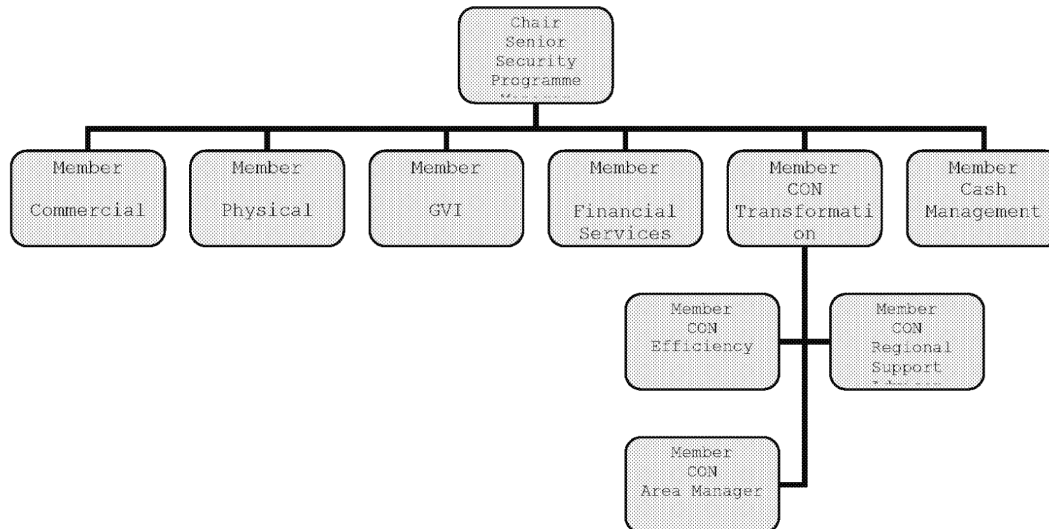 Chair
Senior
Security
Programme
Member
Commercial
Member
Physical
Member
GVI
Member
Financial
Services
Member
CON
Transformati
on
Member
Cash
Management
Member
CON
Efficiency
Member
CON
Regional
Support
Member
CON
Area Manager